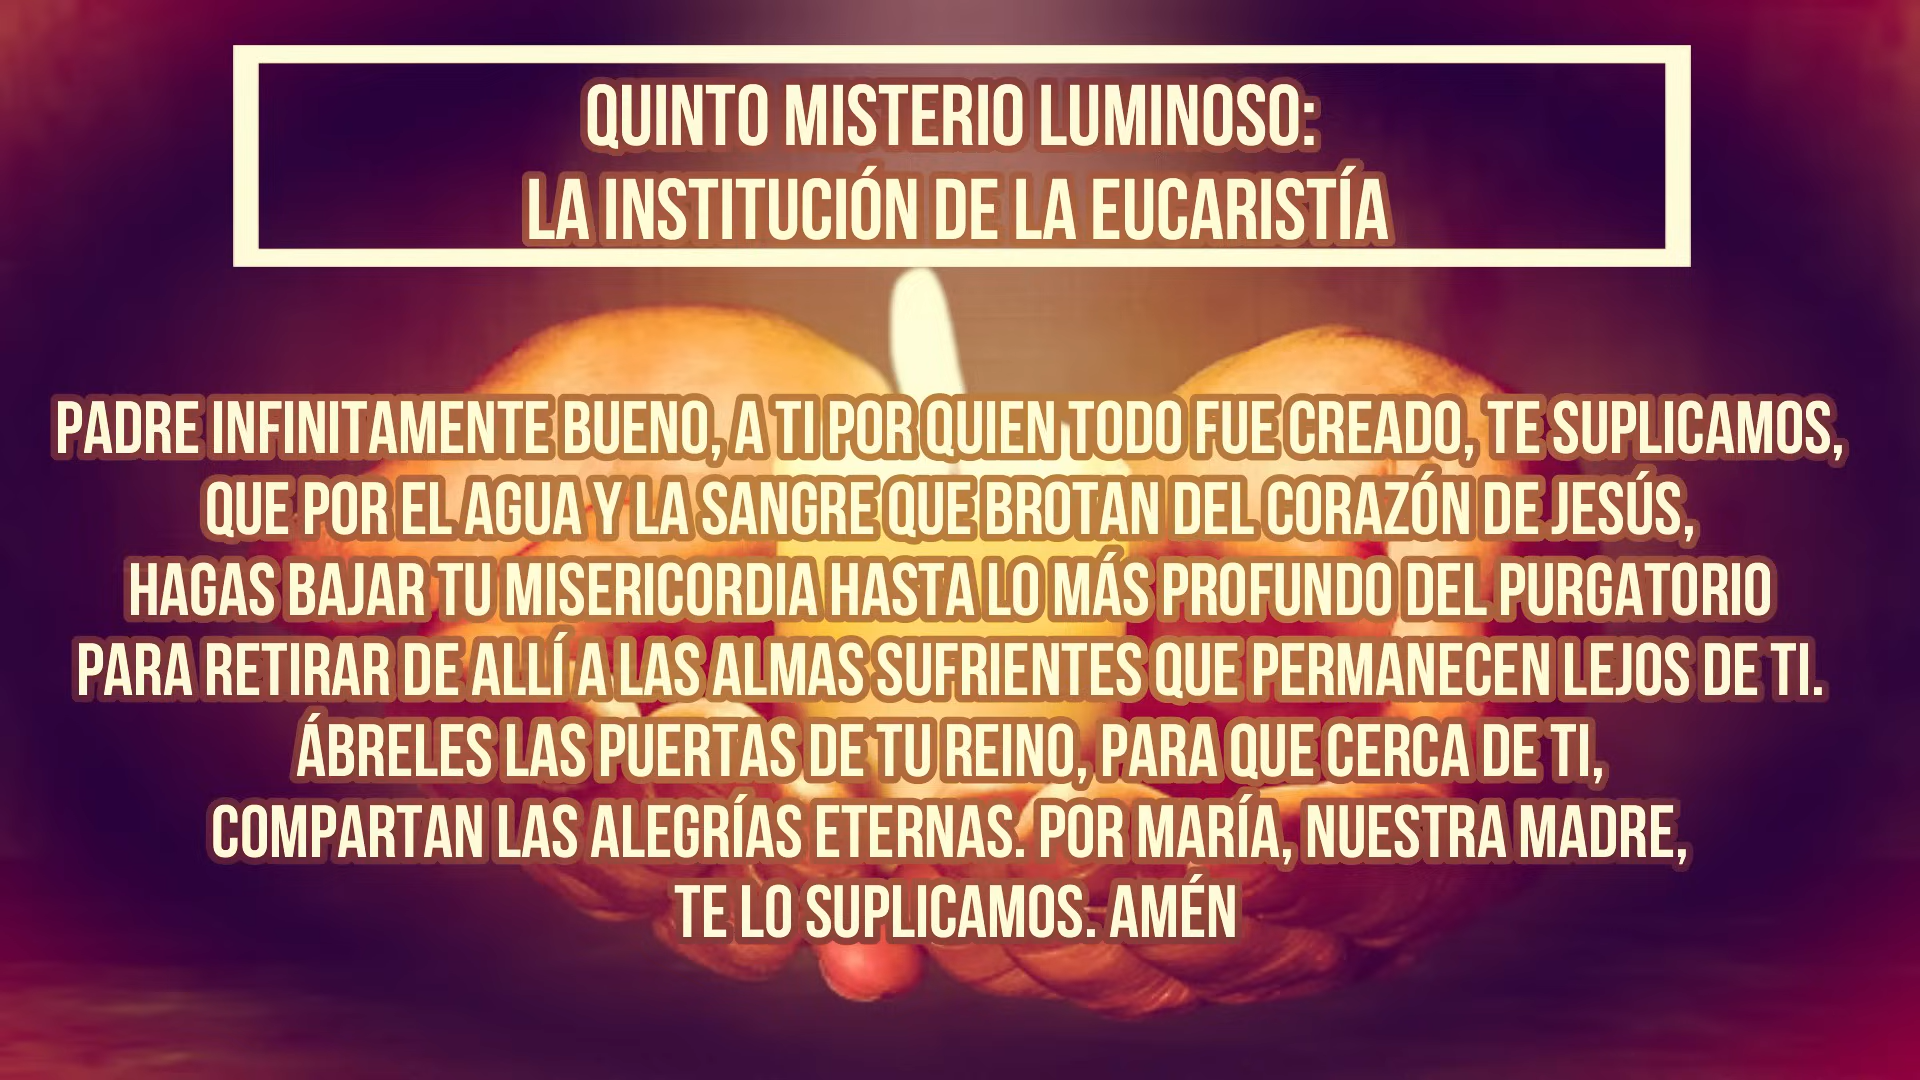 QUINTO MISTERIO LUMINOSO:
LA INSTITUCIÓN DE LA EUCARISTÍA
PADRE INFINITAMENTE BUENO, A TI POR QUIEN TODO FUE CREADO, TE SUPLICAMOS,
QUE POR EL AGUA Y LA SANGRE QUE BROTAN DEL CORAZÓN DE JESÚS,
HAGAS BAJAR TU MISERICORDIA HASTA LO MÁS PROFUNDO DEL PURGATORIO
PARA RETIRAR DE ALLÍ A LAS ALMAS SUFRIENTES QUE PERMANECEN LEJOS DE TI.
ÁBRELES LAS PUERTAS DE TU REINO, PARA QUE CERCA DE TI,
COMPARTAN LAS ALEGRÍAS ETERNAS. POR MARÍA, NUESTRA MADRE,
TE LO SUPLICAMOS. AMÉN